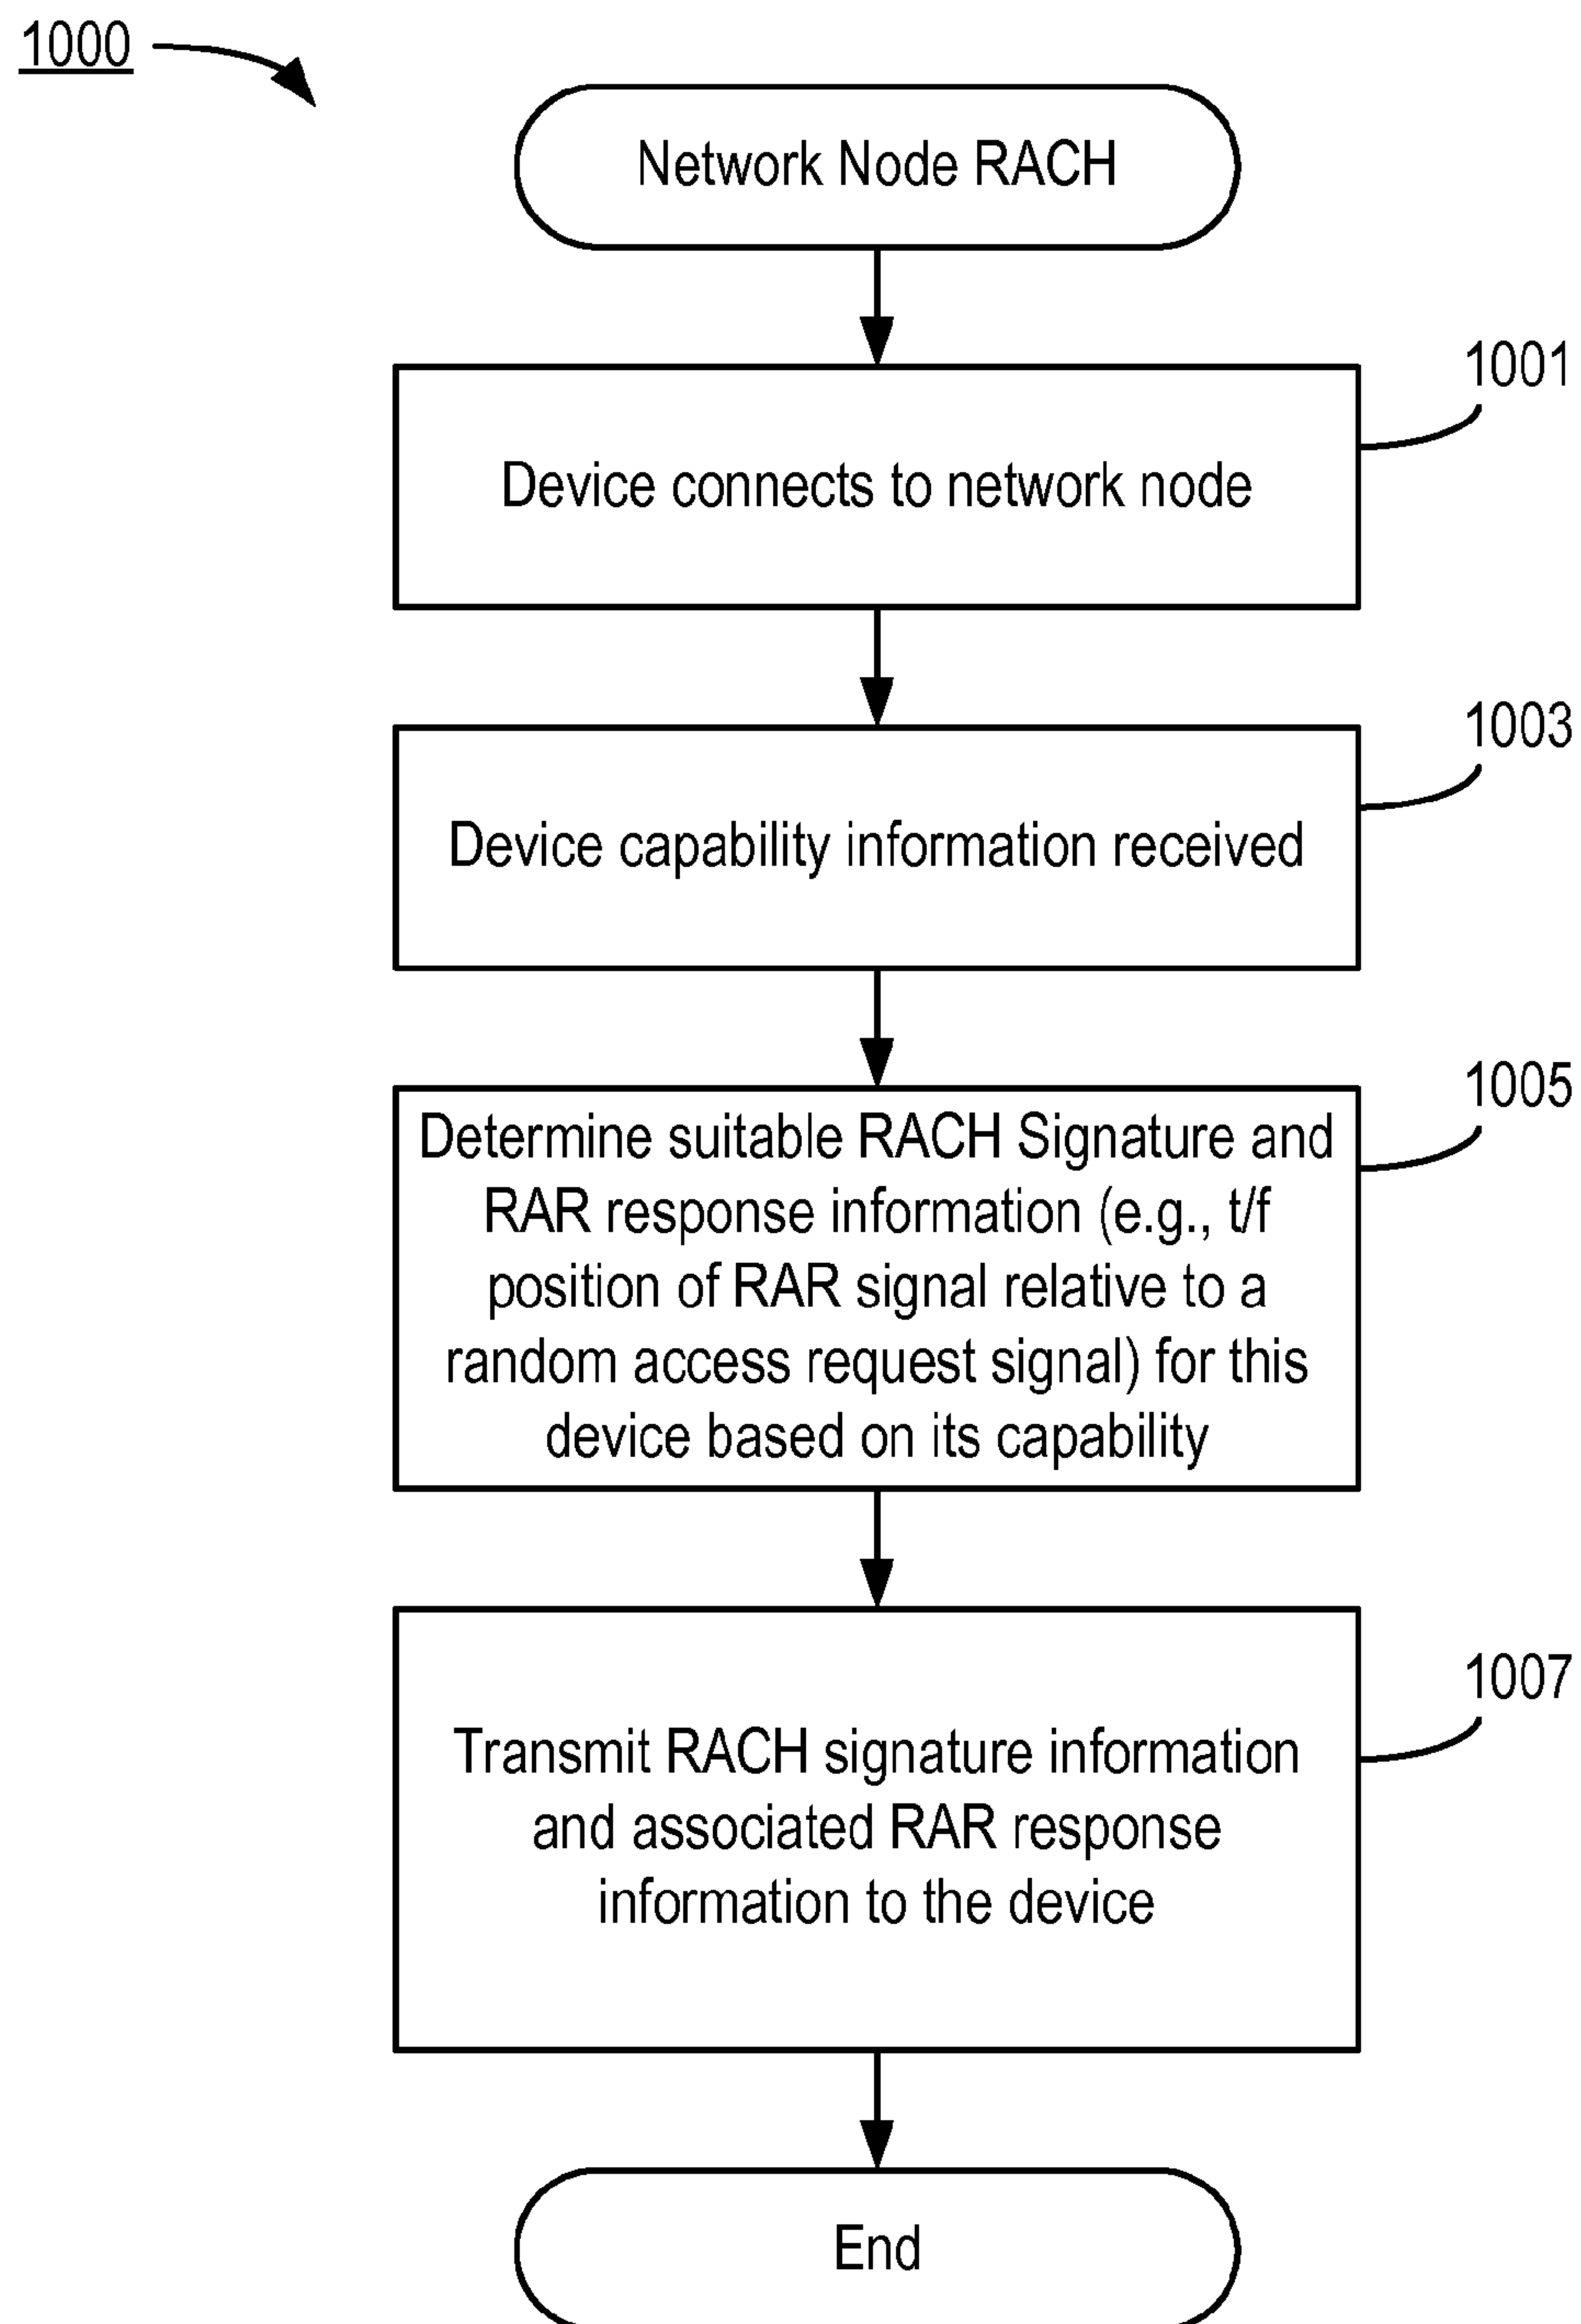 1000
Network Node RACH
1001
Device connects to network node
1003
Device capability information received
1005
Determine suitable RACH Signature and
RAR response information (e.g., t/f
position of RAR signal relative to a
random access request signal) for this
device based on its capability
1007
Transmit RACH signature information
and associated RAR response
information to the device
End